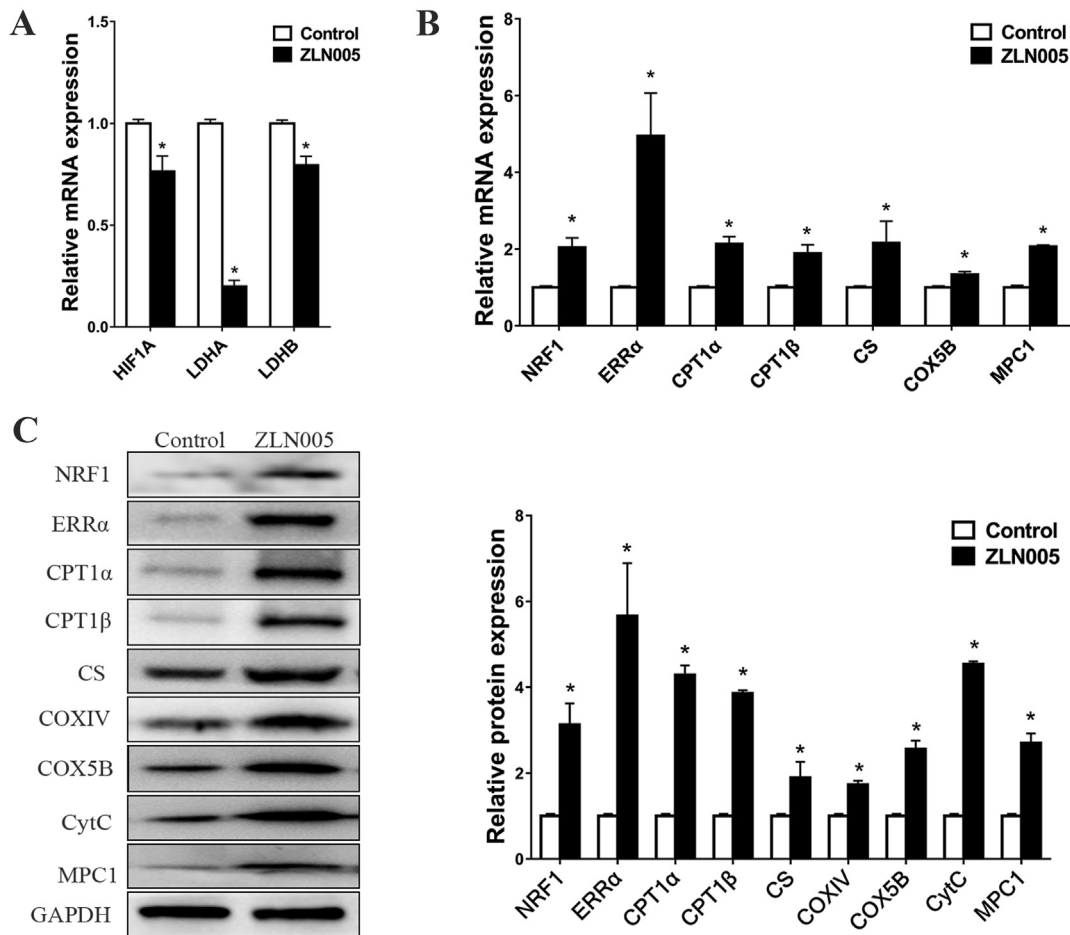 A
Relative mRNA expression
1.5
1.0
0.5
0.0
Control
ZLN005
*
*
*
HIF1A
LDHA
LDHB
B
Relative mRNA expression
8
6
4
2
0
Control
ZLN005
*
*
*
*
*
*
*
NRF1
ERRα
CPT1α
CPT1β
CS
COX5B
MPC1
C
Control ZLN005
NRF1
ERRα
CPT1α
CPT1β
CS
COXIV
COX5B
CytC
MPC1
GAPDH
Relative protein expression
8
6
4
2
0
Control
ZLN005
*
*
*
*
*
*
*
*
*
NRF1
ERRα
CPT1α
CPT1β
CS
COXIV
COX5B
CytC
MPC1